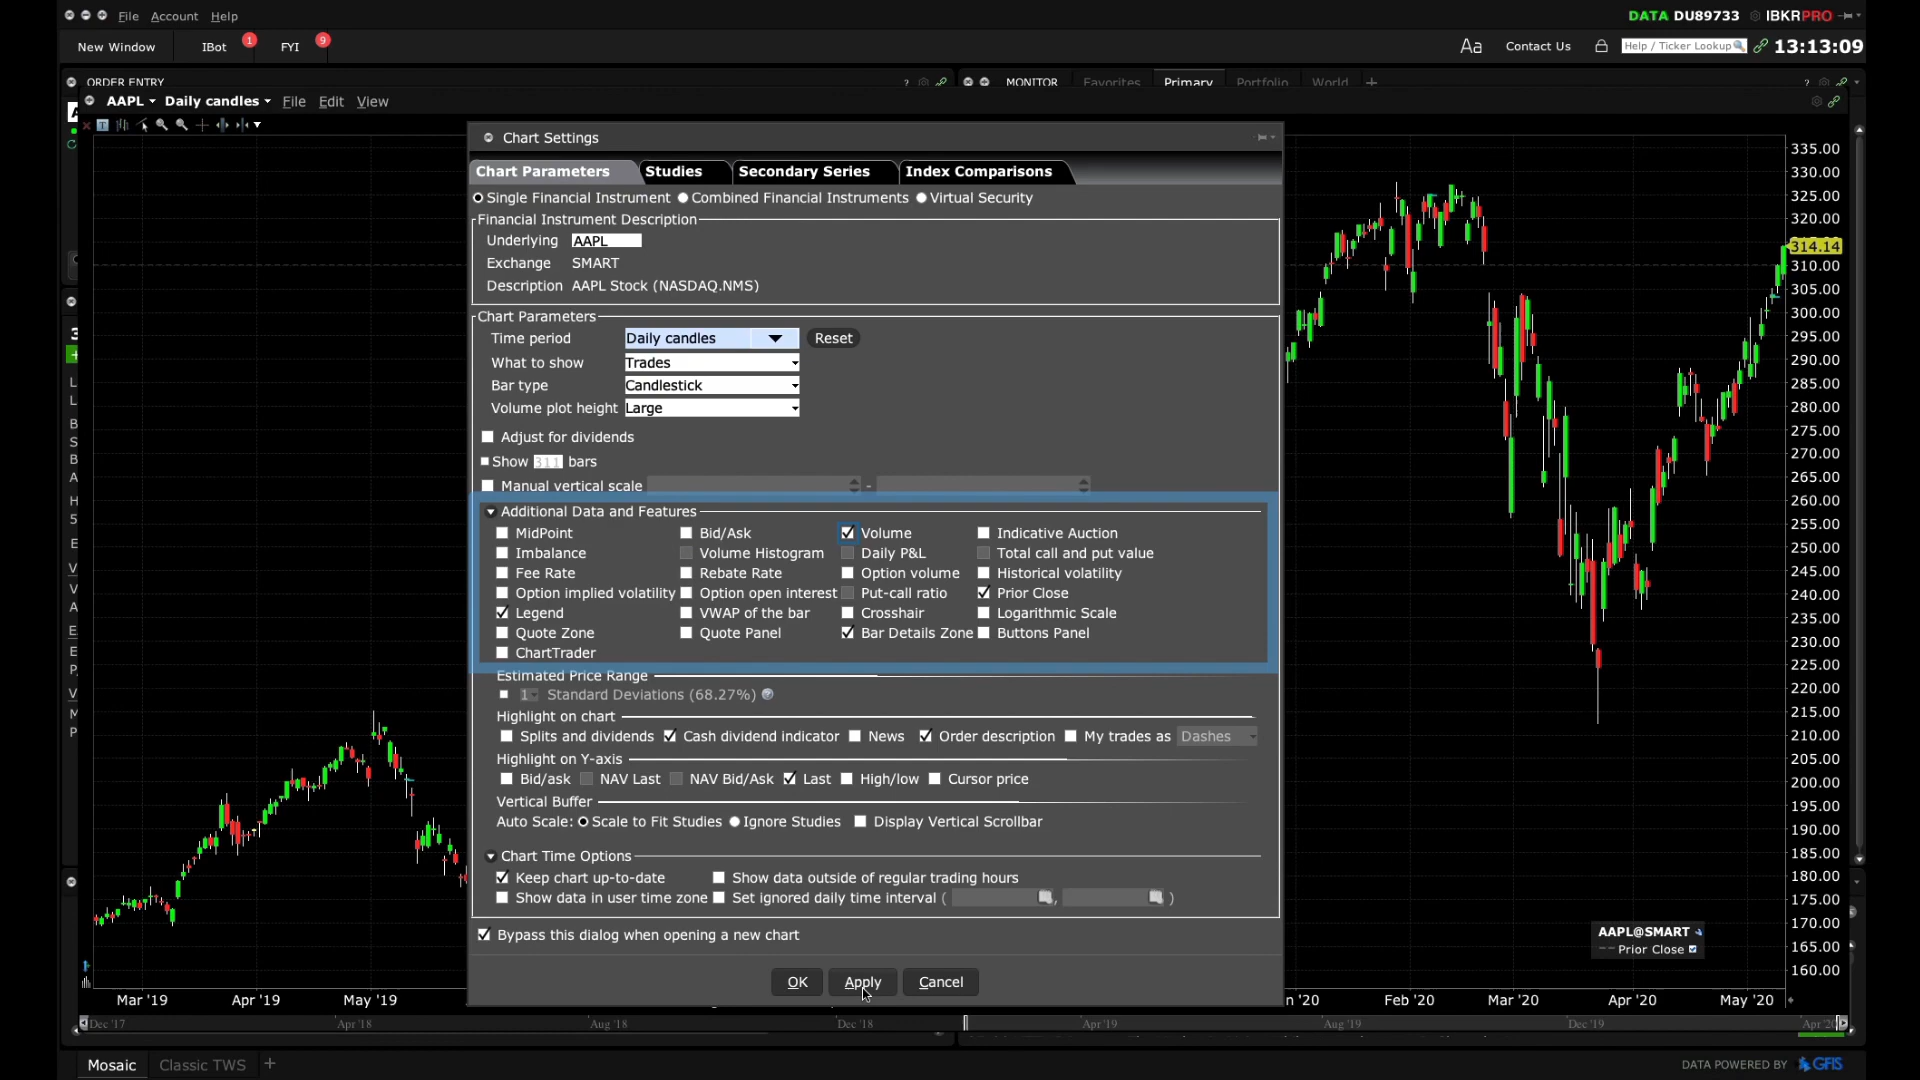 File Account Help
DATA DU89733 IBKRPRO
New Window IBot 1 FYI 9
Aa Contact Us Help / Ticker Lookup 13:13:09
ORDER ENTRY
MONITOR Favorites Primary Portfolio World +
AAPL Daily candles File Edit View
Chart Settings
Chart Parameters Studies Secondary Series Index Comparisons
Single Financial Instrument Combined Financial Instruments Virtual Security
Financial Instrument Description
Underlying AAPL
Exchange SMART
Description AAPL Stock (NASDAQ.NMS)
Chart Parameters
Time period Daily candles Reset
What to show Trades
Bar type Candlestick
Volume plot height Large
Adjust for dividends
Show 311 bars
Manual vertical scale -
Additional Data and Features
MidPoint Bid/Ask Volume Indicative Auction
Imbalance Volume Histogram Daily P&L Total call and put value
Fee Rate Rebate Rate Option volume Historical volatility
Option implied volatility Option open interest Put-call ratio Prior Close
Legend VWAP of the bar Crosshair Logarithmic Scale
Quote Zone Quote Panel Bar Details Zone Buttons Panel
ChartTrader
Estimated Price Range
1 Standard Deviations (68.27%)
Highlight on chart
Splits and dividends Cash dividend indicator News Order description My trades as Dashes
Highlight on Y-axis
Bid/ask NAV Last NAV Bid/Ask Last High/low Cursor price
Vertical Buffer
Auto Scale: Scale to Fit Studies Ignore Studies Display Vertical Scrollbar
Chart Time Options
Keep chart up-to-date Show data outside of regular trading hours
Show data in user time zone Set ignored daily time interval ( , )
Bypass this dialog when opening a new chart
OK Apply Cancel
335.00
330.00
325.00
320.00
314.14
310.00
305.00
300.00
295.00
290.00
285.00
280.00
275.00
270.00
265.00
260.00
255.00
250.00
245.00
240.00
235.00
230.00
225.00
220.00
215.00
210.00
205.00
200.00
195.00
190.00
185.00
180.00
175.00
170.00
165.00
160.00
AAPL@SMART
Prior Close
Mar '19 Apr '19 May '19 Feb '20 Mar '20 Apr '20 May '20
Dec '17 Apr '18 Aug '18 Dec '18 Apr '19 Aug '19 Dec '19
Mosaic Classic TWS +
DATA POWERED BY GFIS